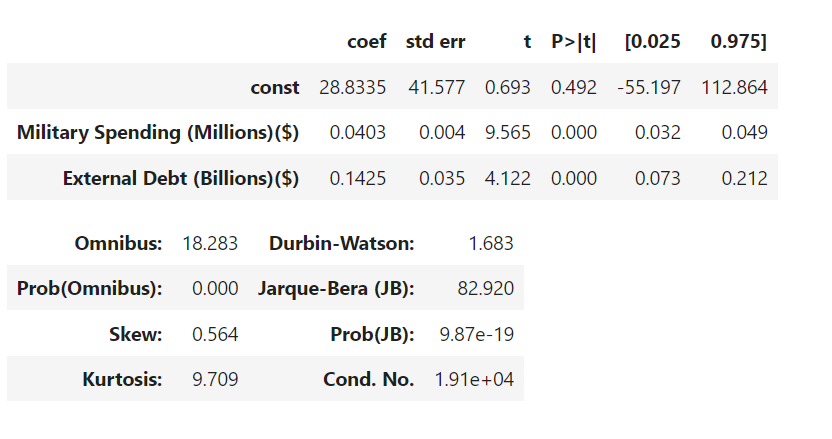 coef std err t P>|t| [0.025 0.975]
const 28.8335 41.577 0.693 0.492 -55.197 112.864
Military Spending (Millions)($) 0.0403 0.004 9.565 0.000 0.032 0.049
External Debt (Billions)($) 0.1425 0.035 4.122 0.000 0.073 0.212
Omnibus: 18.283 Durbin-Watson: 1.683
Prob(Omnibus): 0.000 Jarque-Bera (JB): 82.920
Skew: 0.564 Prob(JB): 9.87e-19
Kurtosis: 9.709 Cond. No. 1.91e+04